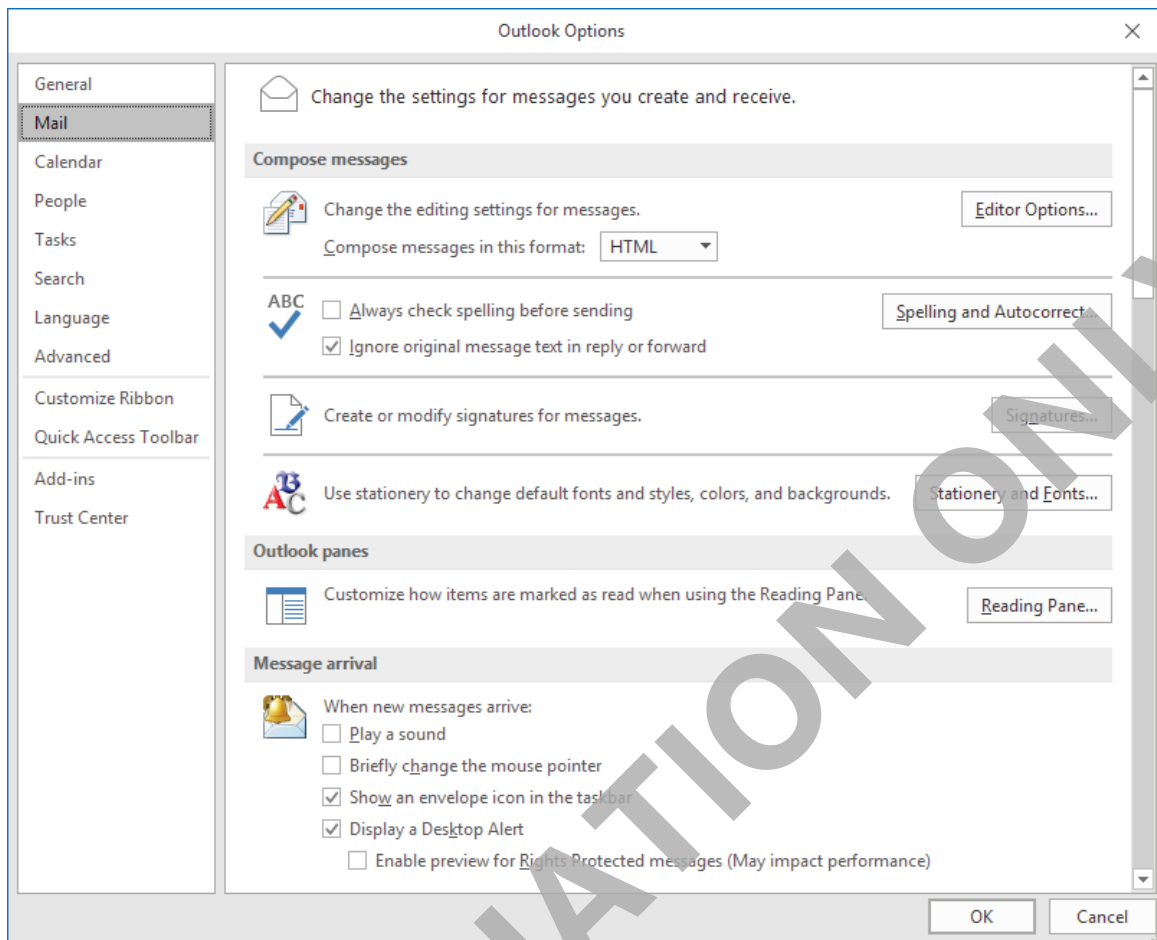 Outlook Options
General
Mail
Calendar
People
Tasks
Search
Language
Advanced
Customize Ribbon
Quick Access Toolbar
Add-ins
Trust Center
Change the settings for messages you create and receive.
Compose messages
Change the editing settings for messages.
Editor Options...
Compose messages in this format: HTML
ABC
Always check spelling before sending
Spelling and Autocorrect...
Ignore original message text in reply or forward
Create or modify signatures for messages.
Signatures...
Use stationery to change default fonts and styles, colors, and backgrounds.
Stationery and Fonts...
Outlook panes
Customize how items are marked as read when using the Reading Pane.
Reading Pane...
Message arrival
When new messages arrive:
Play a sound
Briefly change the mouse pointer
Show an envelope icon in the taskbar
Display a Desktop Alert
Enable preview for Rights Protected messages (May impact performance)
OK
Cancel